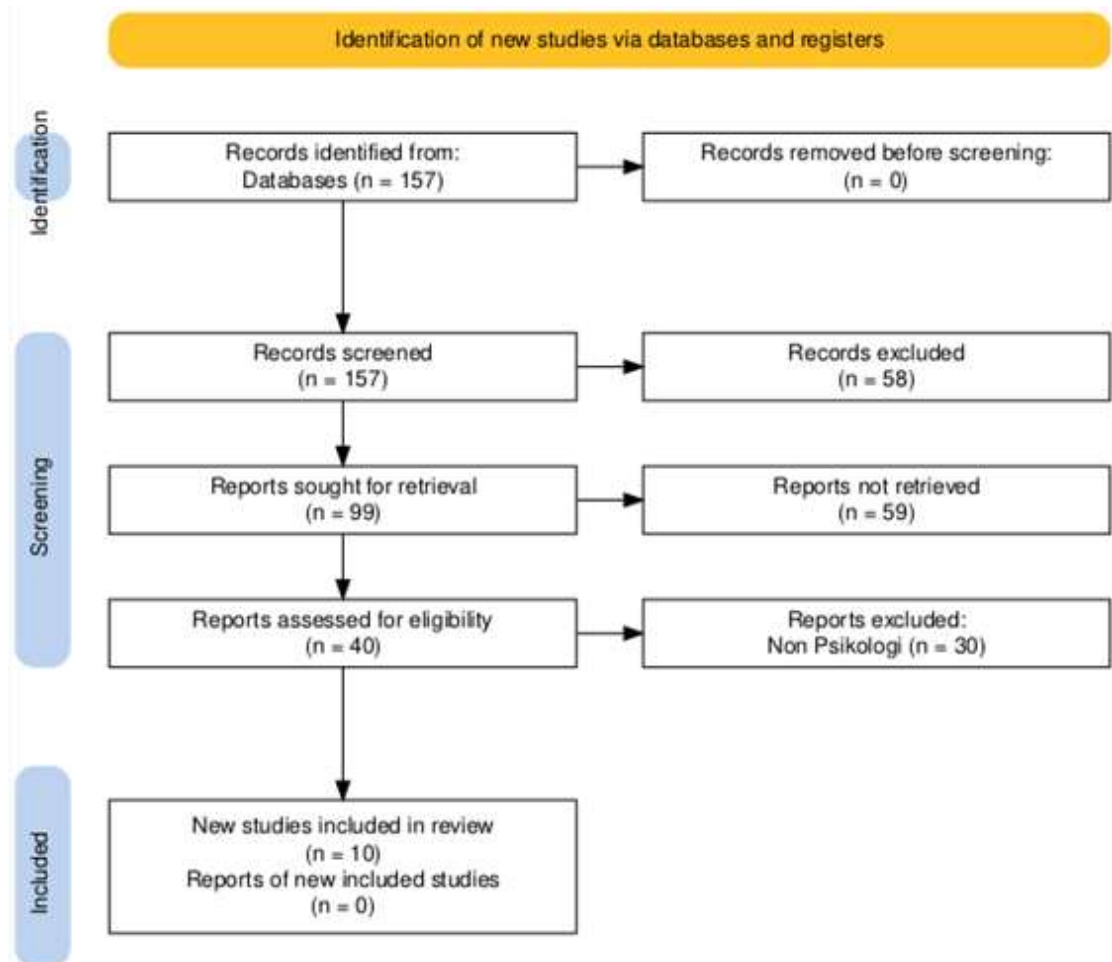 Identification of new studies via databases and registers
Identification
Records identified from:
Databases (n = 157)
Records removed before screening:
(n = 0)
Screening
Records screened
(n = 157)
Records excluded
(n = 58)
Reports sought for retrieval
(n = 99)
Reports not retrieved
(n = 59)
Reports assessed for eligibility
(n = 40)
Reports excluded:
Non Psikologi (n = 30)
Included
New studies included in review
(n = 10)
Reports of new included studies
(n = 0)